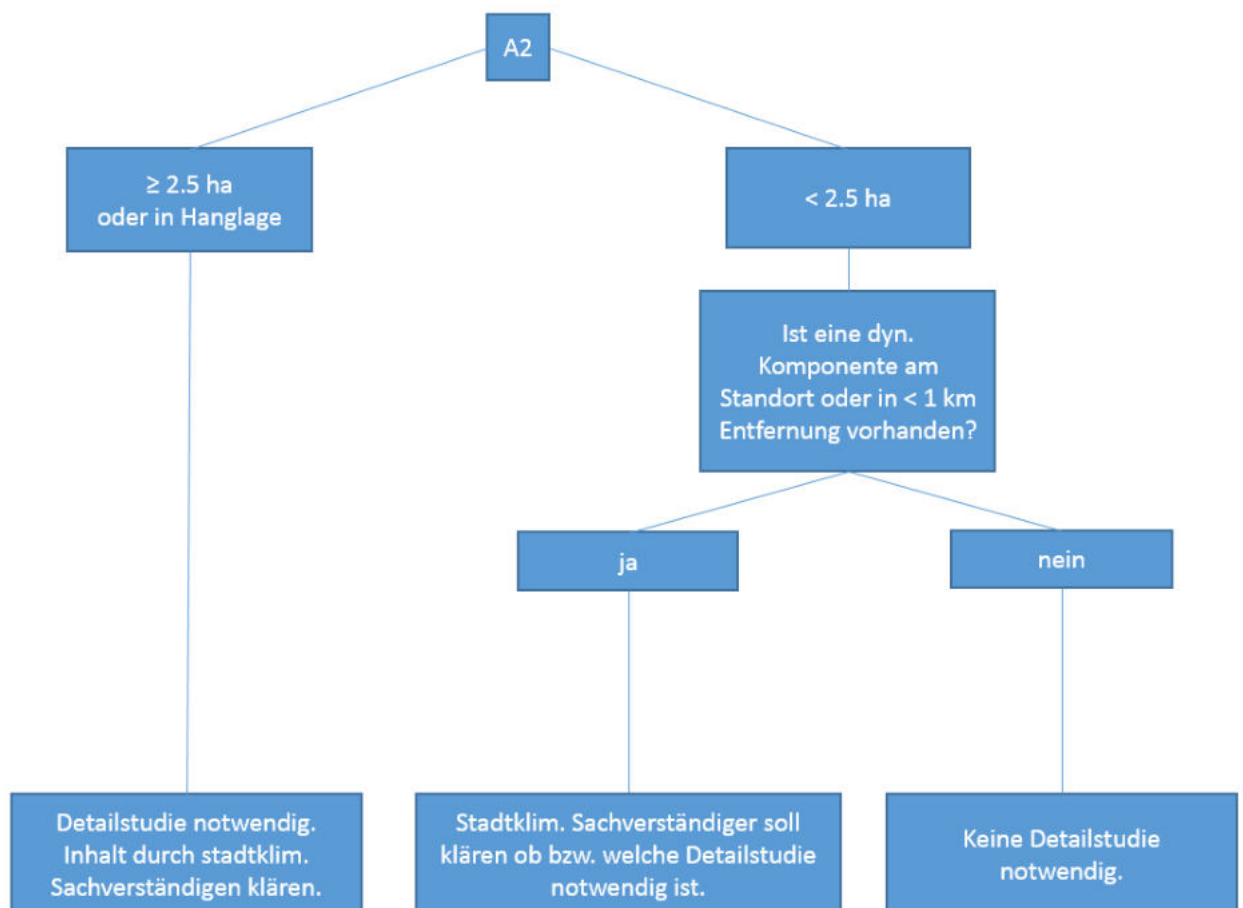 A2
≥ 2.5 ha
oder in Hanglage
< 2.5 ha
Ist eine dyn.
Komponente am
Standort oder in < 1 km
Entfernung vorhanden?
ja
nein
Detailstudie notwendig.
Inhalt durch stadtklim.
Sachverständigen klären.
Stadtklim. Sachverständiger soll
klären ob bzw. welche Detailstudie
notwendig ist.
Keine Detailstudie
notwendig.